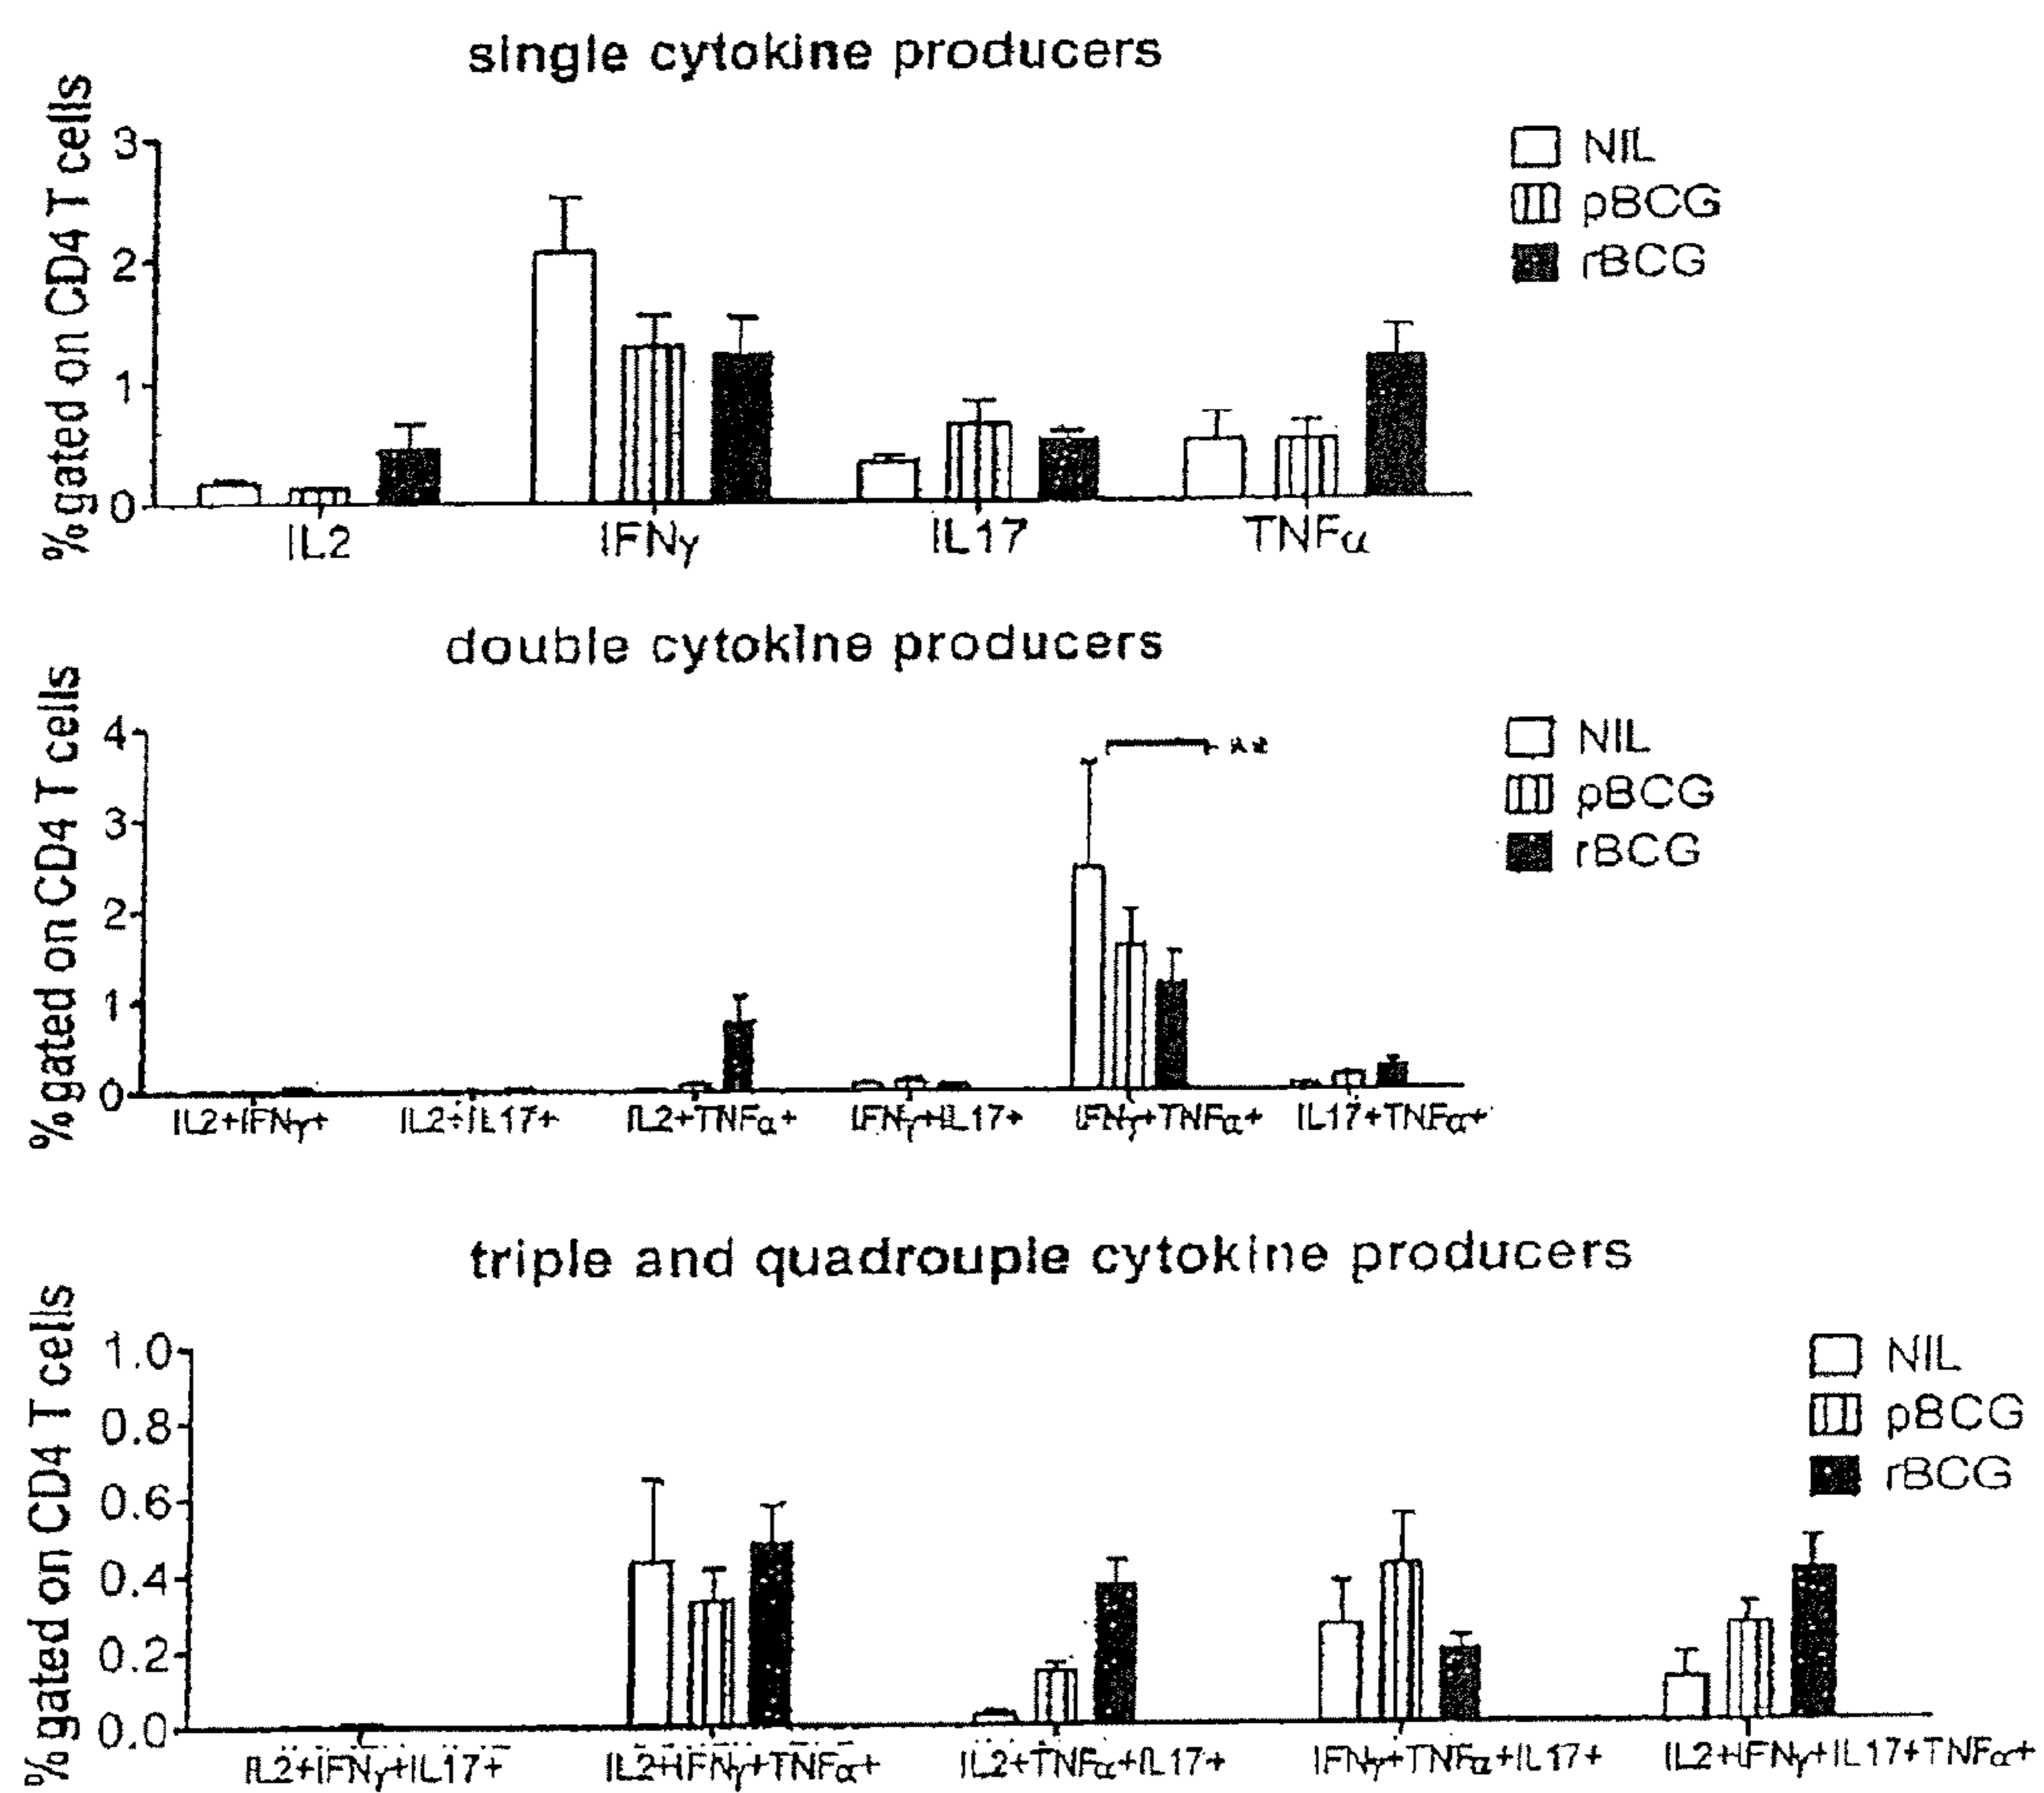 single cytokine producers
%gated on CD4 T cells
3
2
1
0
IL2
IFNγ
IL17
TNFα
NIL
pBCG
rBCG
double cytokine producers
%gated on CD4 T cells
4
3
2
1
0
**
IL2+IFNγ+
IL2+IL17+
IL2+TNFα+
IFNγ+IL17+
IFNγ+TNFα+
IL17+TNFα+
NIL
pBCG
rBCG
triple and quadrouple cytokine producers
%gated on CD4 T cells
1.0
0.8
0.6
0.4
0.2
0.0
IL2+IFNγ+IL17+
IL2+IFNγ+TNFα+
IL2+TNFα+IL17+
IFNγ+TNFα+IL17+
IL2+IFNγ+IL17+TNFα+
NIL
pBCG
rBCG